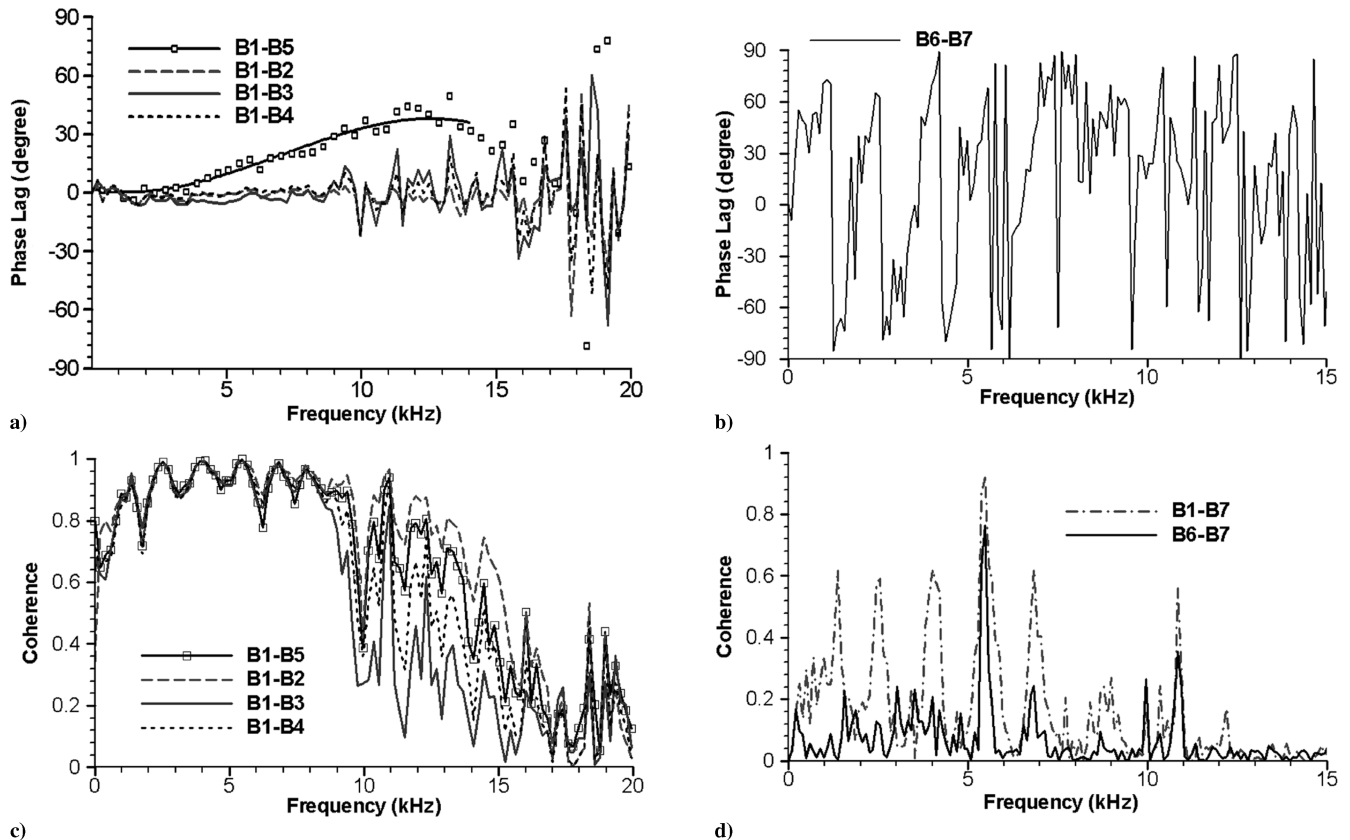 90
60
30
0
-30
-60
-90
Phase Lag (degree)
B1-B5
B1-B2
B1-B3
B1-B4
5
10
15
20
Frequency (kHz)
a)
B6-B7
90
60
30
0
-30
-60
-90
Phase Lag (degree)
0
5
10
15
Frequency (kHz)
b)
1
0.8
0.6
0.4
0.2
0
Coherence
B1-B5
B1-B2
B1-B3
B1-B4
0
5
10
15
20
Frequency (kHz)
c)
1
0.8
0.6
0.4
0.2
0
Coherence
B1-B7
B6-B7
0
5
10
15
Frequency (kHz)
d)